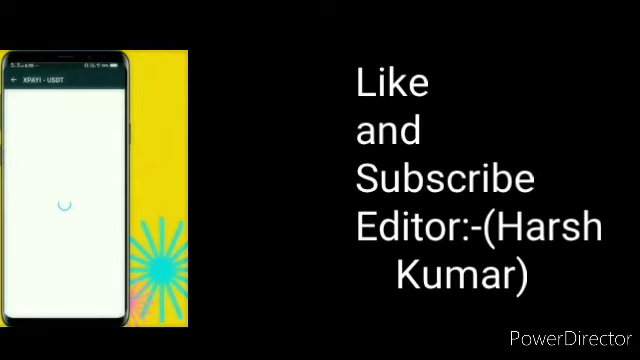 XPAYI - USDT
Like
and
Subscribe
Editor:-(Harsh
Kumar)
PowerDirector